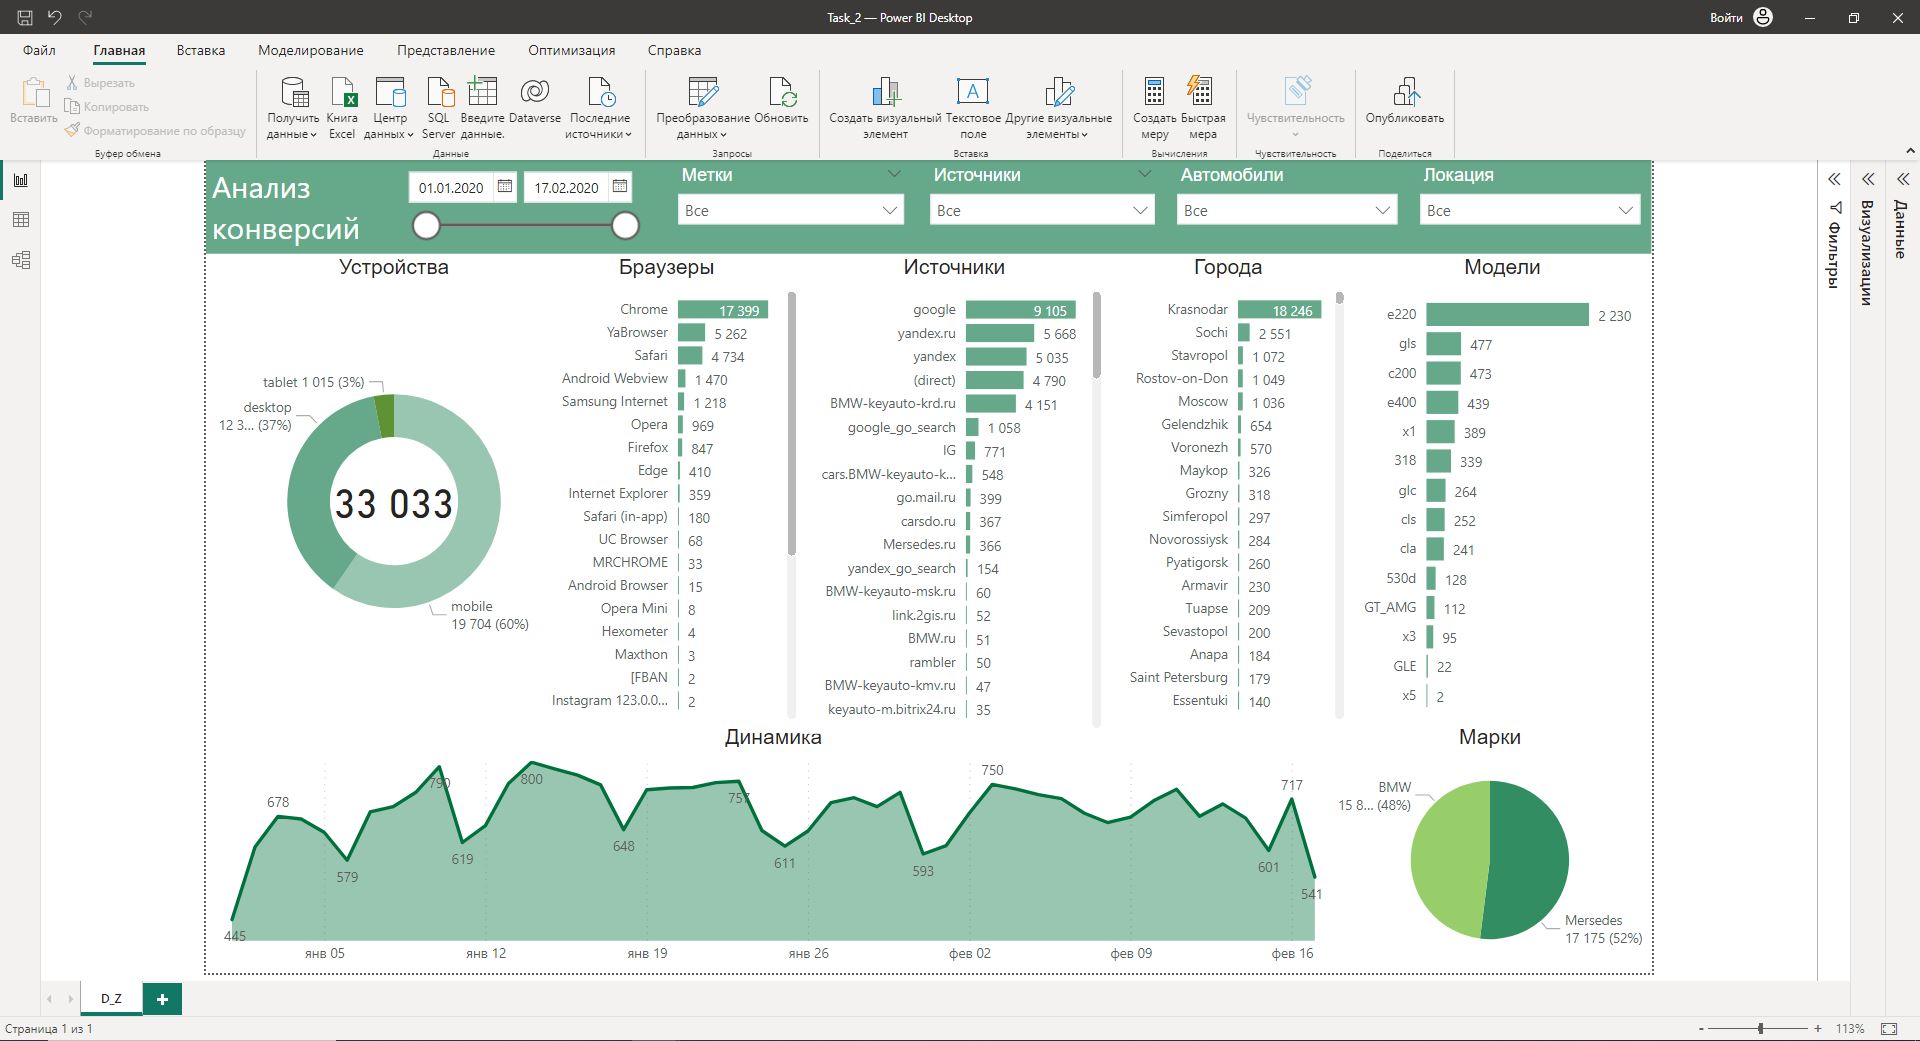 Task_2 — Power BI Desktop
Войти
Файл
Главная
Вставка
Моделирование
Представление
Оптимизация
Справка
Вставить
Вырезать
Копировать
Форматирование по образцу
Буфер обмена
Получить данные
Книга Excel
Центр данных
SQL Server
Введите данные.
Dataverse
Последние источники
Данные
Преобразование данных
Обновить
Запросы
Создать визуальный элемент
Текстовое поле
Другие визуальные элементы
Вставка
Создать меру
Быстрая мера
Вычисления
Чувствительность
Чувствительность
Опубликовать
Поделиться
Анализ
конверсий
01.01.2020
17.02.2020
Метки
Все
Источники
Все
Автомобили
Все
Локация
Все
Фильтры
Визуализации
Данные
Устройства
tablet 1 015 (3%)
desktop
12 3... (37%)
33 033
mobile
19 704 (60%)
Браузеры
Chrome 17 399
YaBrowser 5 262
Safari 4 734
Android Webview 1 470
Samsung Internet 1 218
Opera 969
Firefox 847
Edge 410
Internet Explorer 359
Safari (in-app) 180
UC Browser 68
MRCHROME 33
Android Browser 15
Opera Mini 8
Hexometer 4
Maxthon 3
[FBAN 2
Instagram 123.0.0... 2
Источники
google 9 105
yandex.ru 5 668
yandex 5 035
(direct) 4 790
BMW-keyauto-krd.ru 4 151
google_go_search 1 058
IG 771
cars.BMW-keyauto-k... 548
go.mail.ru 399
carsdo.ru 367
Mersedes.ru 366
yandex_go_search 154
BMW-keyauto-msk.ru 60
link.2gis.ru 52
BMW.ru 51
rambler 50
BMW-keyauto-kmv.ru 47
keyauto-m.bitrix24.ru 35
Города
Krasnodar 18 246
Sochi 2 551
Stavropol 1 072
Rostov-on-Don 1 049
Moscow 1 036
Gelendzhik 654
Voronezh 570
Maykop 326
Grozny 318
Simferopol 297
Novorossiysk 284
Pyatigorsk 260
Armavir 230
Tuapse 209
Sevastopol 200
Anapa 184
Saint Petersburg 179
Essentuki 140
Модели
e220 2 230
gls 477
c200 473
e400 439
x1 389
318 339
glc 264
cls 252
cla 241
530d 128
GT_AMG 112
x3 95
GLE 22
x5 2
Динамика
445
678
579
790
619
800
648
757
611
593
750
601
717
541
янв 05
янв 12
янв 19
янв 26
фев 02
фев 09
фев 16
Марки
BMW
15 8... (48%)
Mersedes
17 175 (52%)
D_Z
Страница 1 из 1
- + 113%